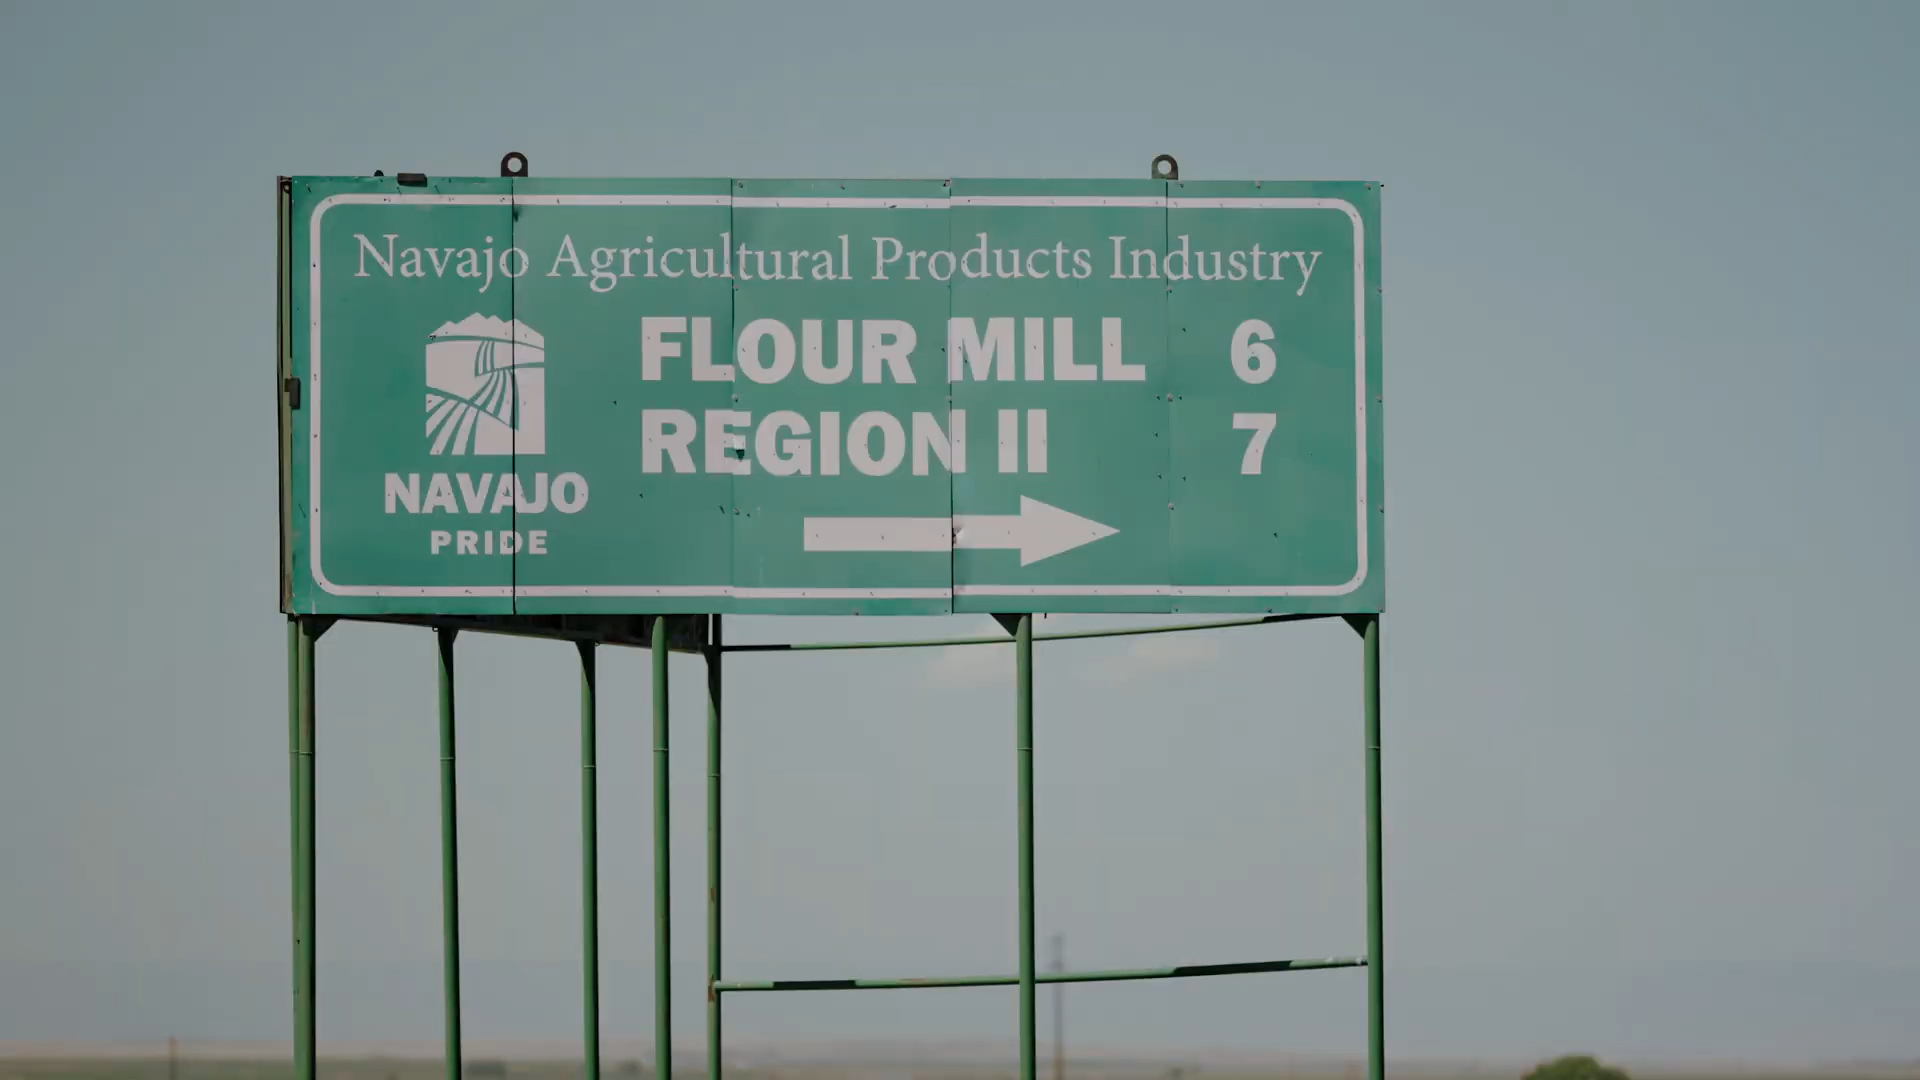 Navajo Agricultural Products Industry
FLOUR MILL 6
REGION II 7
NAVAJO
PRIDE